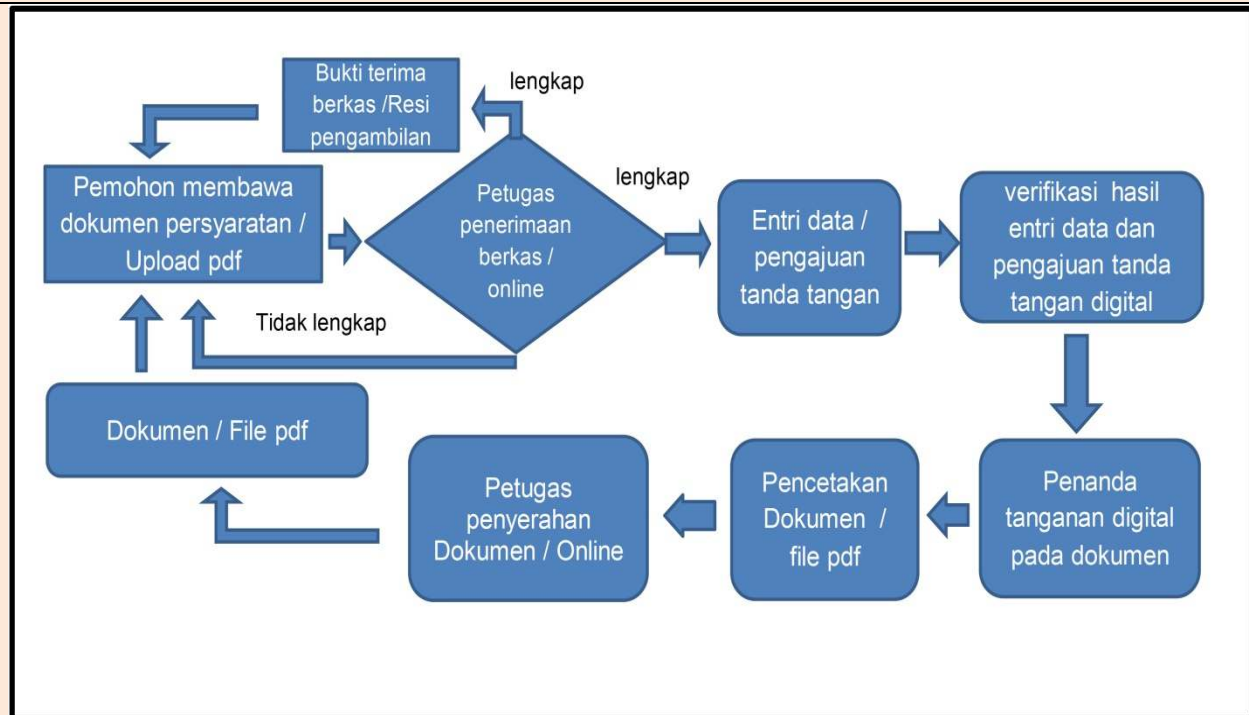 Bukti terima
berkas /Resi
pengambilan
lengkap
Pemohon membawa
dokumen persyaratan /
Upload pdf
Petugas
penerimaan
berkas /
online
lengkap
Entri data /
pengajuan
tanda tangan
verifikasi hasil
entri data dan
pengajuan tanda
tangan digital
Tidak lengkap
Dokumen / File pdf
Petugas
penyerahan
Dokumen / Online
Pencetakan
Dokumen /
file pdf
Penanda
tanganan digital
pada dokumen